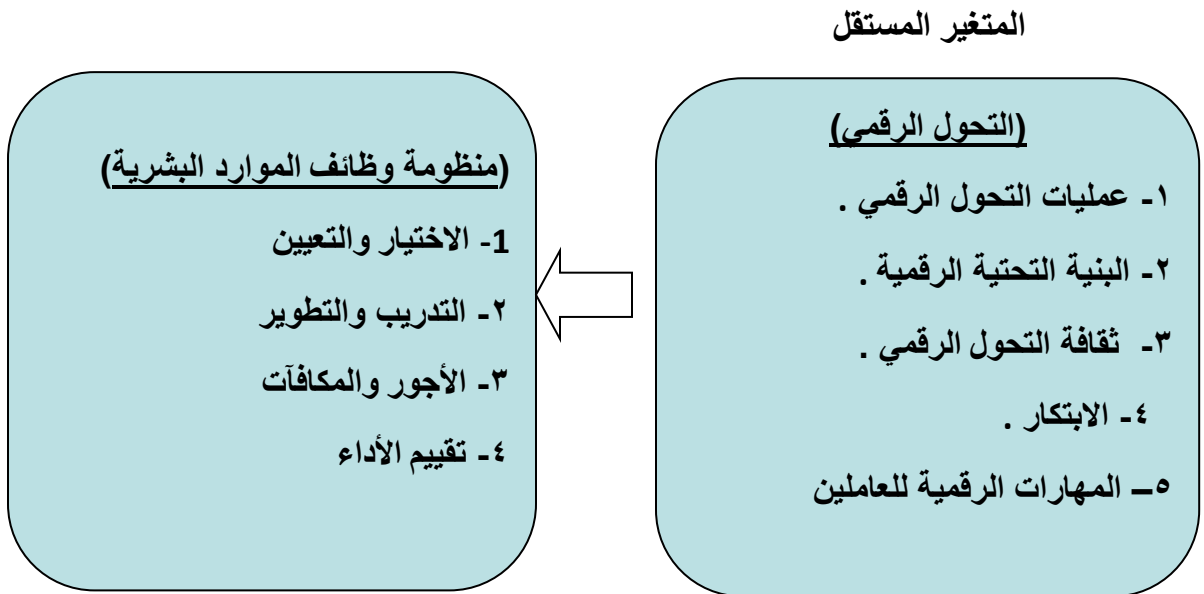 المتغير المستقل
(التحول الرقمي)
١- عمليات التحول الرقمي .
٢- البنية التحتية الرقمية .
٣- ثقافة التحول الرقمي .
٤- الابتكار .
٥– المهارات الرقمية للعاملين
(منظومة وظائف الموارد البشرية)
1- الاختيار والتعيين
٢- التدريب والتطوير
٣- الأجور والمكافآت
٤- تقييم الأداء